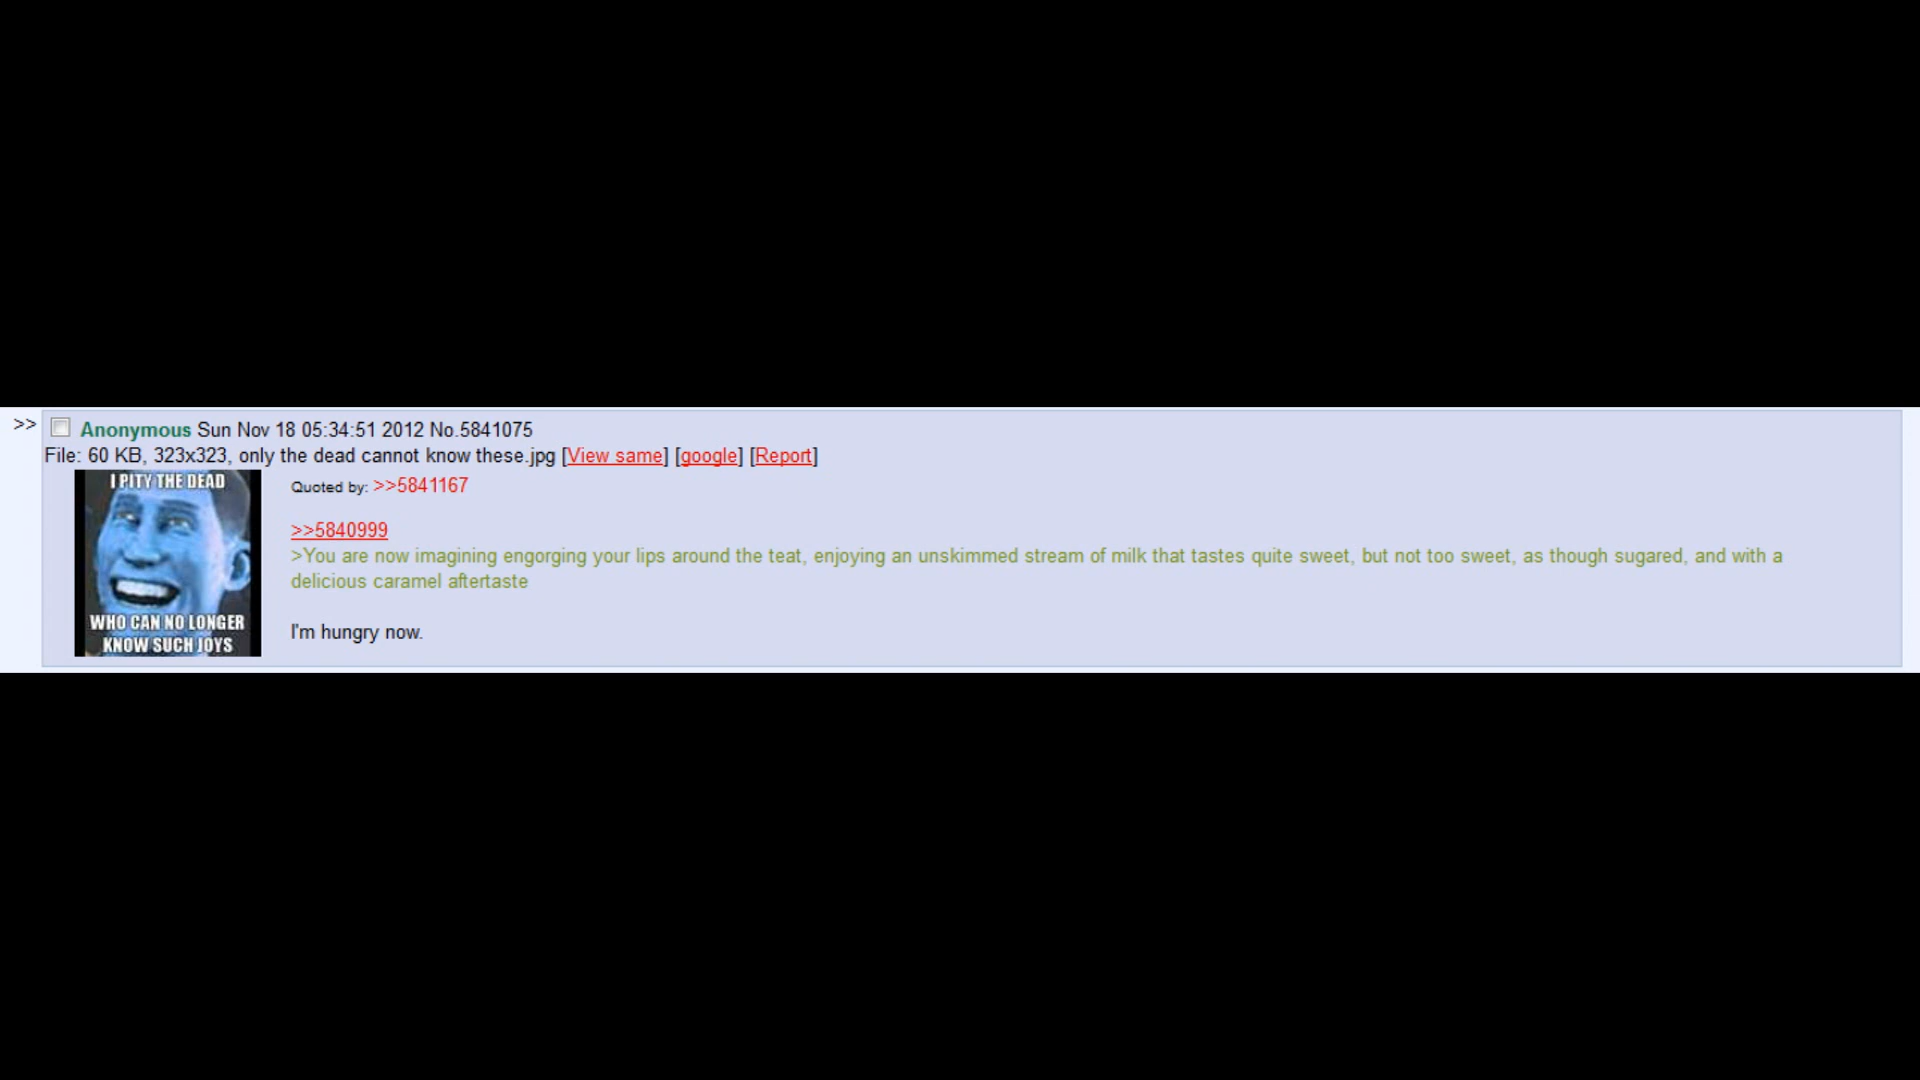 >> Anonymous Sun Nov 18 05:34:51 2012 No.5841075
File: 60 KB, 323x323, only the dead cannot know these.jpg [View same] [google] [Report]
I PITY THE DEAD
WHO CAN NO LONGER
KNOW SUCH JOYS
Quoted by: >>5841167
>>5840999
>You are now imagining engorging your lips around the teat, enjoying an unskimmed stream of milk that tastes quite sweet, but not too sweet, as though sugared, and with a
delicious caramel aftertaste
I'm hungry now.